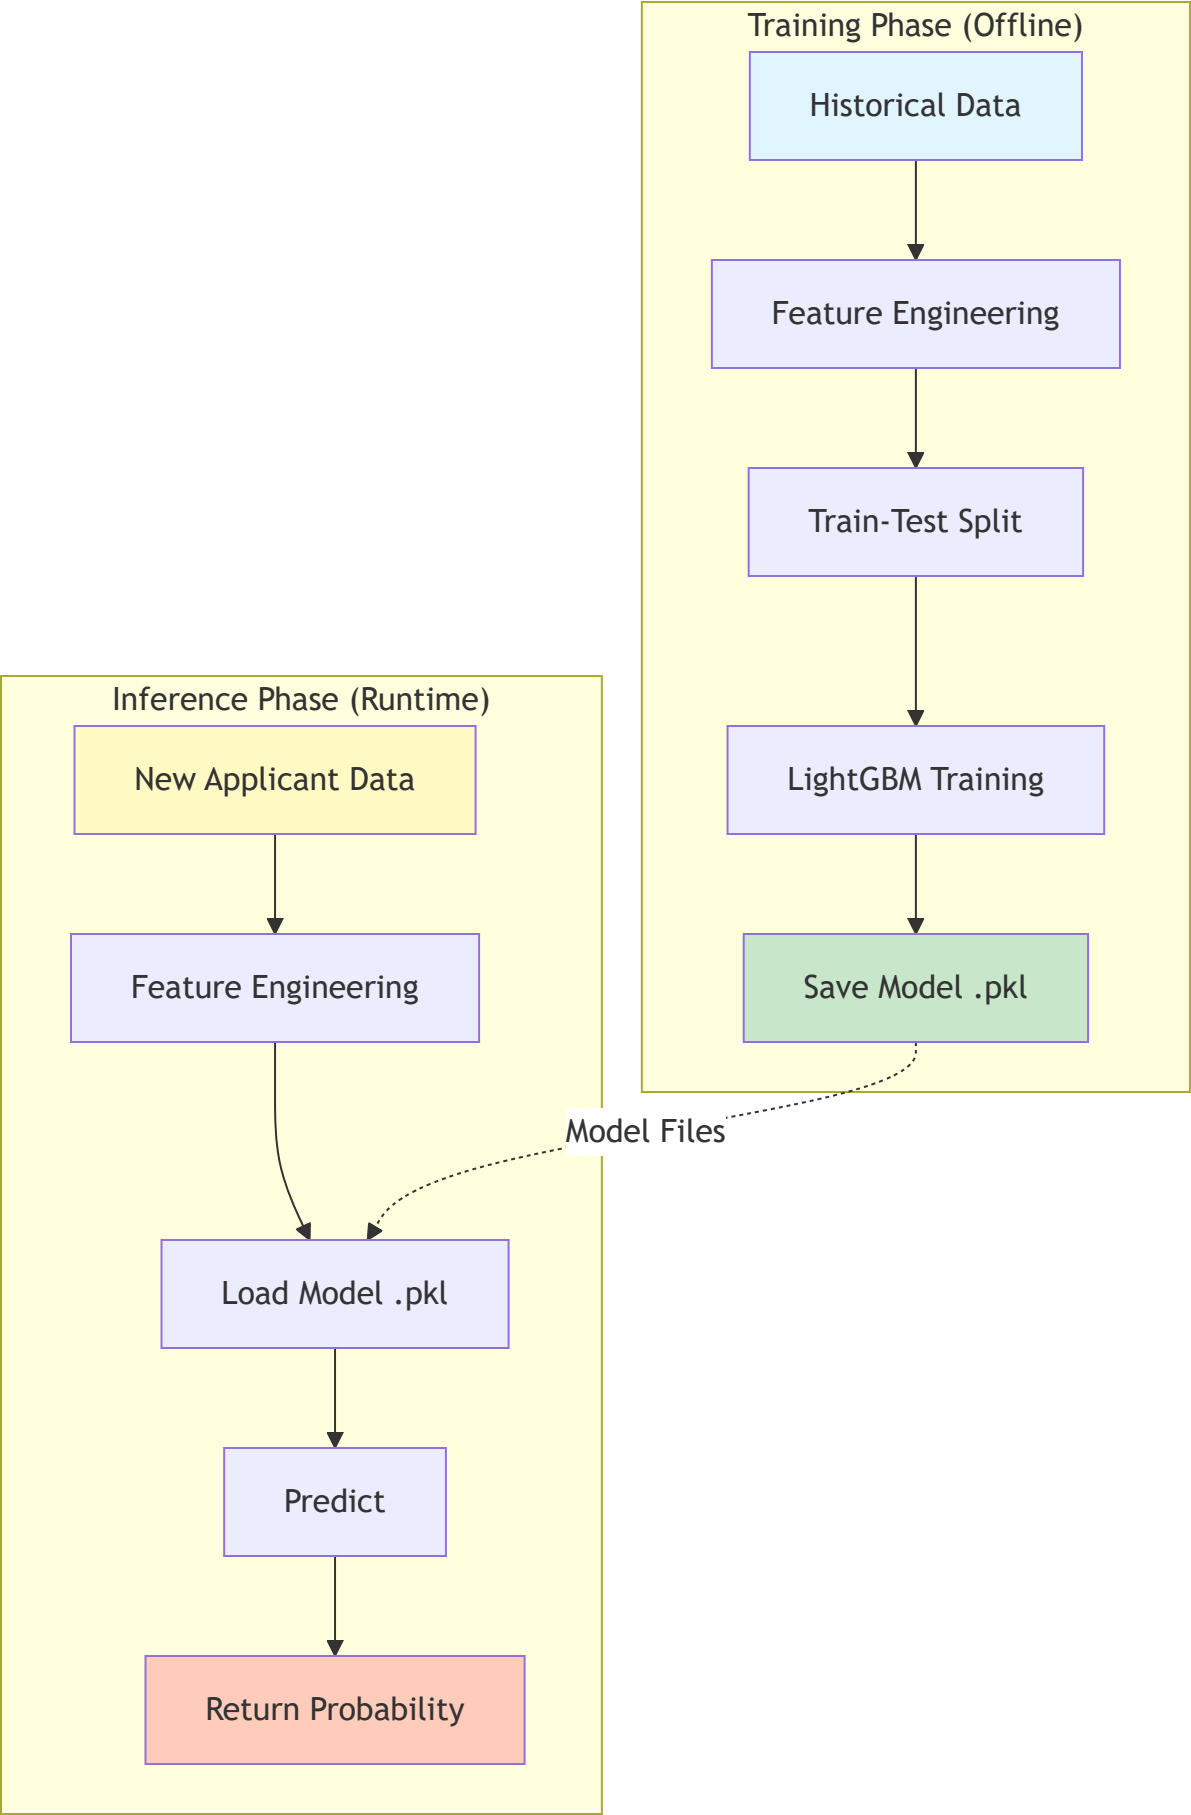 Training Phase (Offline)
Historical Data
Feature Engineering
Train-Test Split
LightGBM Training
Save Model .pkl
Model Files
Inference Phase (Runtime)
New Applicant Data
Feature Engineering
Load Model .pkl
Predict
Return Probability